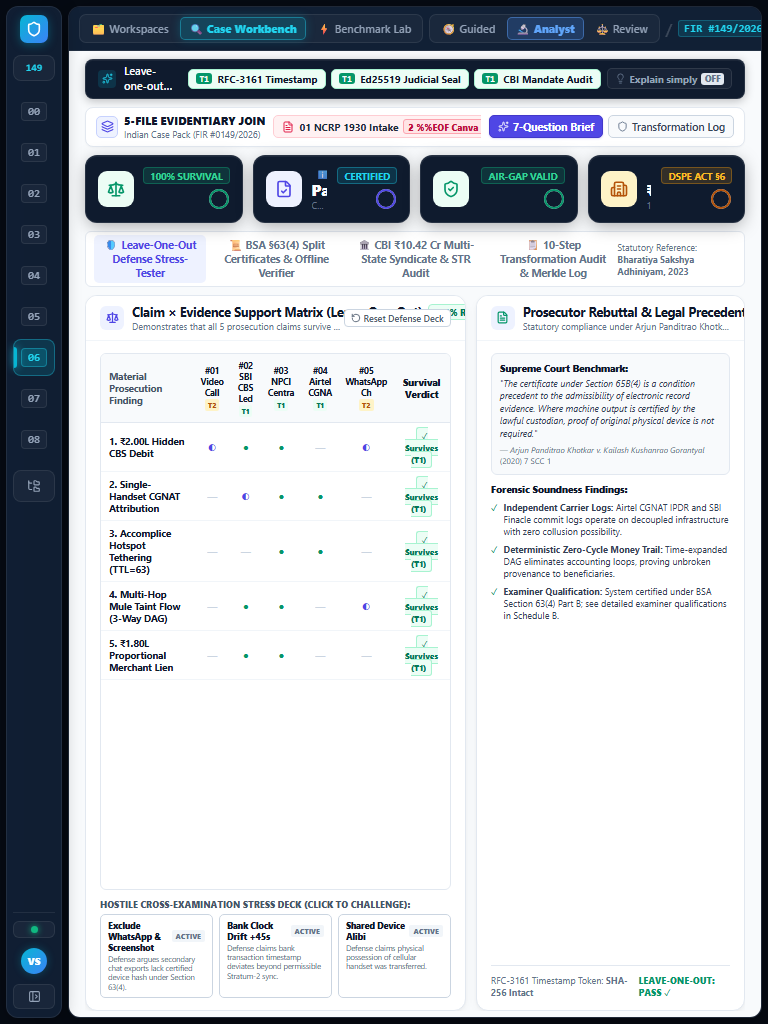 Workspaces
Case Workbench
Benchmark Lab
Guided
Analyst
Review
/
FIR #149/2026
149
00
01
02
03
04
05
06
07
08
VS
Leave-
one-out...
T1 RFC-3161 Timestamp
T1 Ed25519 Judicial Seal
T1 CBI Mandate Audit
Explain simply OFF
5-FILE EVIDENTIARY JOIN
Indian Case Pack (FIR #0149/2026)
01 NCRP 1930 Intake
2 %%EOF Canva
7-Question Brief
Transformation Log
100% SURVIVAL
CERTIFIED
C...
AIR-GAP VALID
DSPE ACT §6
1
Leave-One-Out
Defense Stress-
Tester
BSA §63(4) Split
Certificates & Offline
Verifier
CBI ₹10.42 Cr Multi-
State Syndicate & STR
Audit
10-Step
Transformation Audit
& Merkle Log
Statutory Reference:
Bharatiya Sakshya
Adhiniyam, 2023
Claim × Evidence Support Matrix
Demonstrates that all 5 prosecution claims survive ...
Reset Defense Deck
Material
Prosecution
Finding
#01
Video
Call
T2
#02
SBI
CBS
Led
T1
#03
NPCI
Centra
T1
#04
Airtel
CGNA
T1
#05
WhatsApp
Ch
T2
Survival
Verdict
1. ₹2.00L Hidden
CBS Debit
—
✓
Survives
(T1)
2. Single-
Handset CGNAT
Attribution
—
—
✓
Survives
(T1)
3. Accomplice
Hotspot
Tethering
(TTL=63)
—
—
—
✓
Survives
(T1)
4. Multi-Hop
Mule Taint Flow
(3-Way DAG)
—
—
✓
Survives
(T1)
5. ₹1.80L
Proportional
Merchant Lien
—
—
—
✓
Survives
(T1)
HOSTILE CROSS-EXAMINATION STRESS DECK (CLICK TO CHALLENGE):
Exclude
WhatsApp &
Screenshot
ACTIVE
Defense argues secondary
chat exports lack certified
device hash under Section
63(4).
Bank Clock
Drift +45s
ACTIVE
Defense claims bank
transaction timestamp
deviates beyond permissible
Stratum-2 sync.
Shared Device
Alibi
ACTIVE
Defense claims physical
possession of cellular
handset was transferred.
Prosecutor Rebuttal & Legal Precedent
Statutory compliance under Arjun Panditrao Khotk...
Supreme Court Benchmark:
"The certificate under Section 65B(4) is a condition
precedent to the admissibility of electronic record
evidence. Where machine output is certified by the
lawful custodian, proof of original physical device is not
required."
— Arjun Panditrao Khotkar v. Kailash Kushanrao Gorantyal
(2020) 7 SCC 1
Forensic Soundness Findings:
✓ Independent Carrier Logs: Airtel CGNAT IPDR and SBI
Finacle commit logs operate on decoupled infrastructure
with zero collusion possibility.
✓ Deterministic Zero-Cycle Money Trail: Time-expanded
DAG eliminates accounting loops, proving unbroken
provenance to beneficiaries.
✓ Examiner Qualification: System certified under BSA
Section 63(4) Part B; see detailed examiner qualifications
in Schedule B.
RFC-3161 Timestamp Token: SHA-
256 Intact
LEAVE-ONE-OUT:
PASS ✓